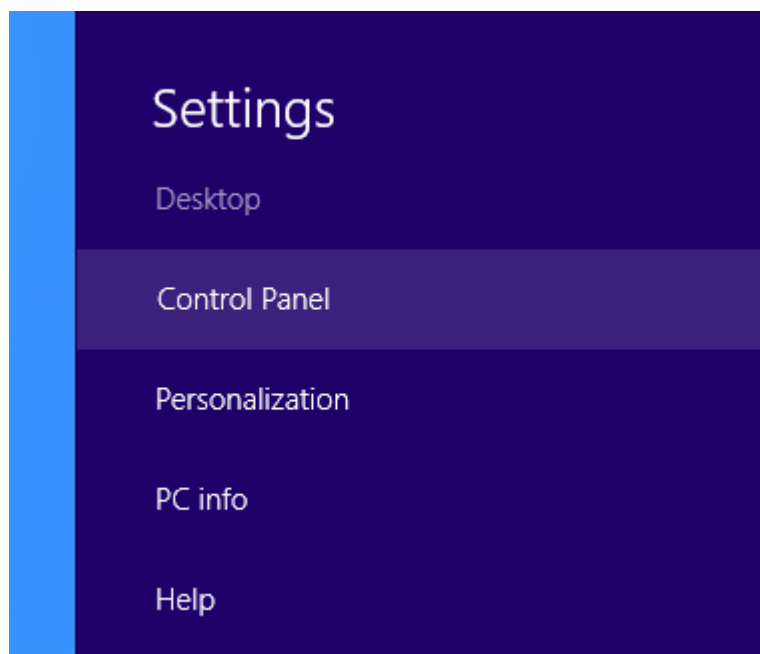 Settings
Desktop
Control Panel
Personalization
PC info
Help